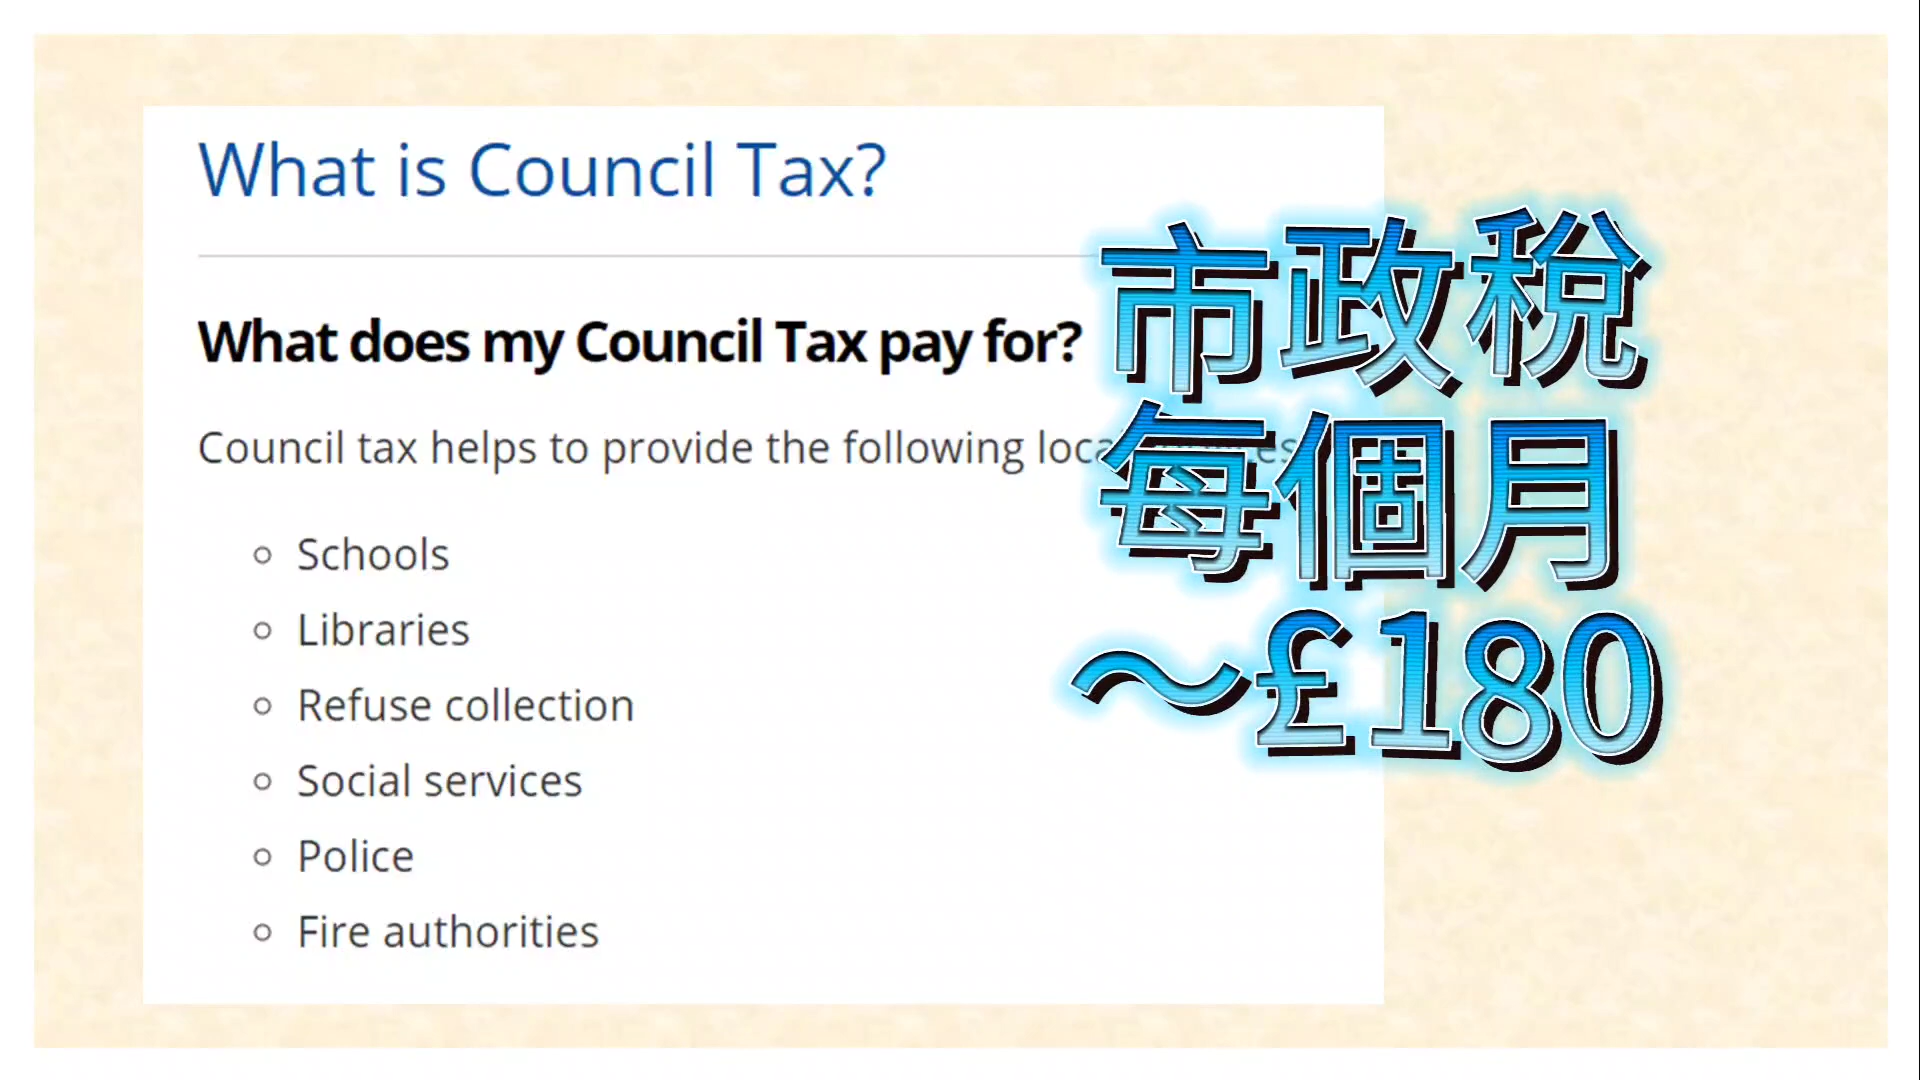 What is Council Tax?
What does my Council Tax pay for?
Council tax helps to provide the following
Schools
Libraries
Refuse collection
Social services
Police
Fire authorities
市政稅
每個月
～£180